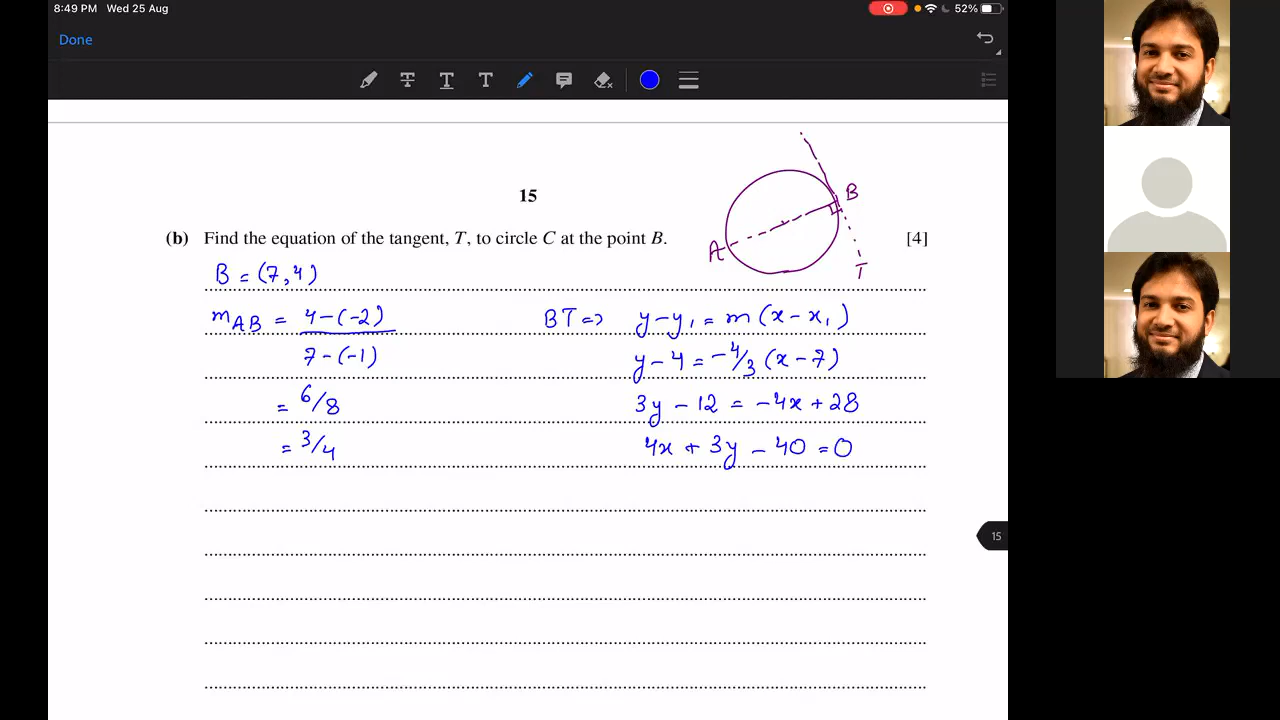 8:49 PM Wed 25 Aug
52%
Done
15
(b) Find the equation of the tangent, T, to circle C at the point B. [4]
A
B
T
B = (7,4)
m_AB = 4-(-2) / 7-(-1)
= 6/8
= 3/4
BT => y-y₁ = m(x-x₁)
y-4 = -4/3 (x-7)
3y-12 = -4x+28
4x + 3y - 40 = 0
15